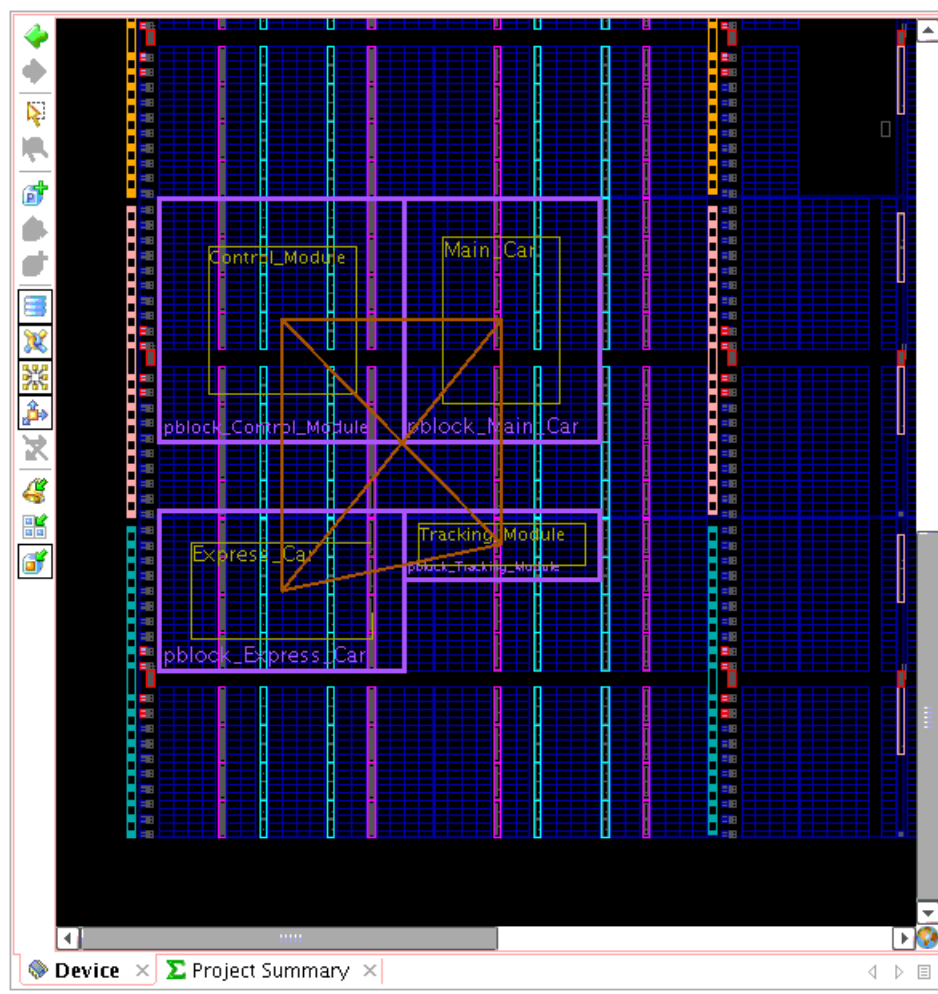 Control_Module
Main_Car
pblock_Control_Module
pblock_Main_Car
Tracking_Module
Express_Car
pblock_Tracking_Module
pblock_Express_Car
Device
Project Summary